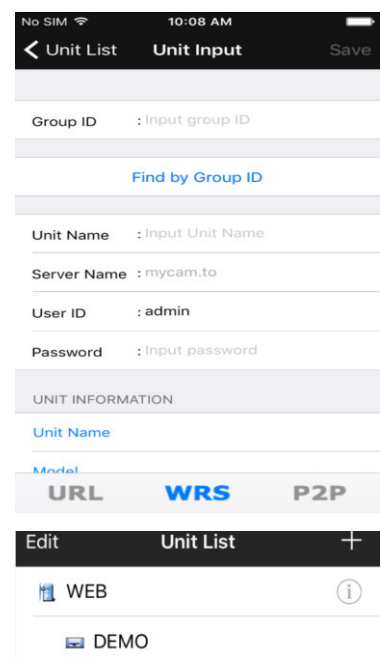 No SIM 10:08 AM
Unit List Unit Input Save
Group ID : Input group ID
Find by Group ID
Unit Name : Input Unit Name
Server Name : mycam.to
User ID : admin
Password : Input password
UNIT INFORMATION
Unit Name
Model
URL WRS P2P
Edit Unit List +
WEB
DEMO